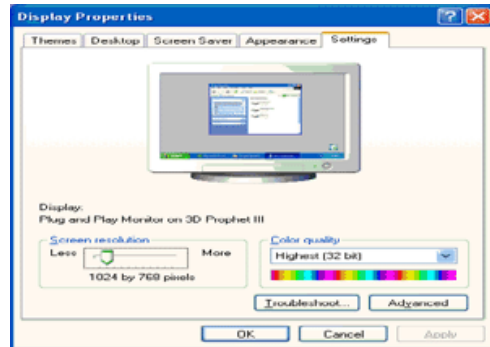 Display Properties
Themes Desktop Screen Saver Appearance Settings
Display:
Plug and Play Monitor on 3D Prophet III
Screen resolution
Less More
1024 by 768 pixels
Color quality
Highest (32 bit)
Troubleshoot... Advanced
OK Cancel Apply